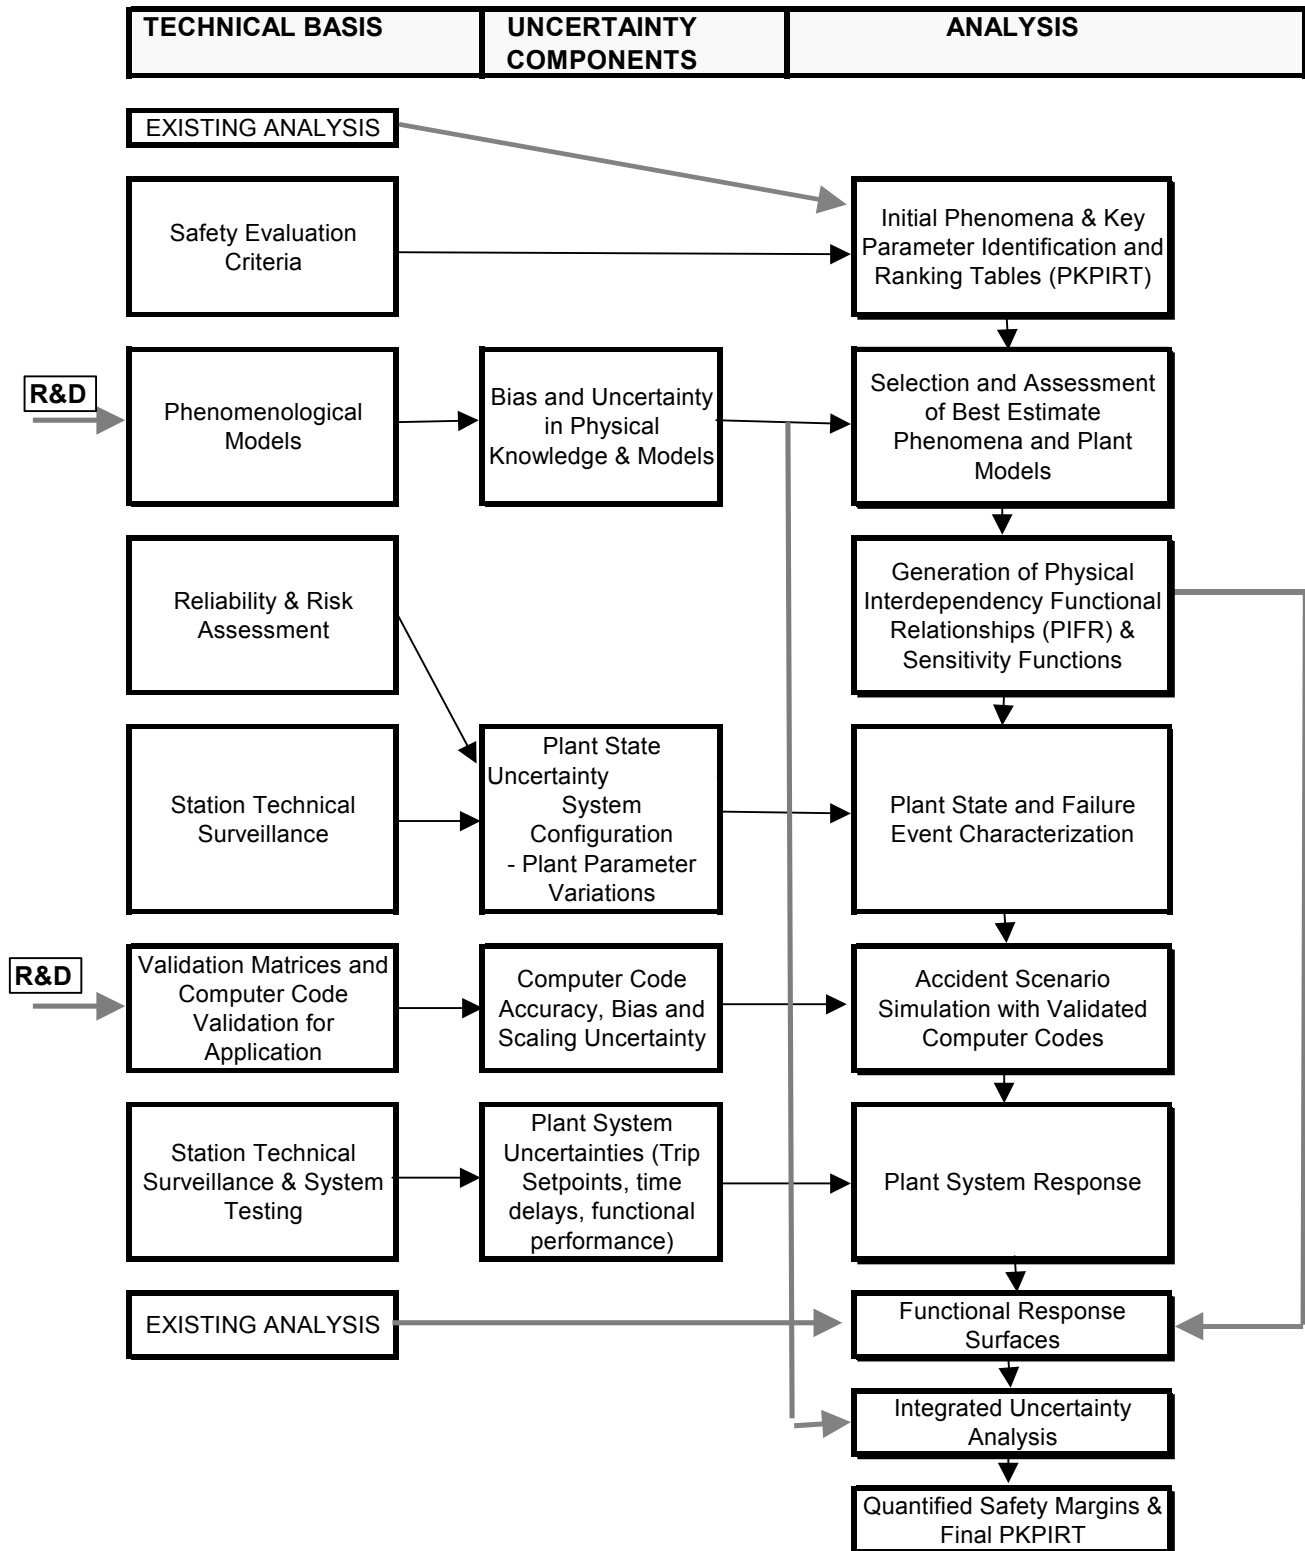 TECHNICAL BASIS
UNCERTAINTY
COMPONENTS
ANALYSIS
EXISTING ANALYSIS
Safety Evaluation
Criteria
Initial Phenomena & Key
Parameter Identification and
Ranking Tables (PKPIRT)
R&D
Phenomenological
Models
Bias and Uncertainty
in Physical
Knowledge & Models
Selection and Assessment
of Best Estimate
Phenomena and Plant
Models
Reliability & Risk
Assessment
Generation of Physical
Interdependency Functional
Relationships (PIFR) &
Sensitivity Functions
Station Technical
Surveillance
Plant State
Uncertainty
System
Configuration
- Plant Parameter
Variations
Plant State and Failure
Event Characterization
R&D
Validation Matrices and
Computer Code
Validation for
Application
Computer Code
Accuracy, Bias and
Scaling Uncertainty
Accident Scenario
Simulation with Validated
Computer Codes
Station Technical
Surveillance & System
Testing
Plant System
Uncertainties (Trip
Setpoints, time
delays, functional
performance)
Plant System Response
EXISTING ANALYSIS
Functional Response
Surfaces
Integrated Uncertainty
Analysis
Quantified Safety Margins &
Final PKPIRT